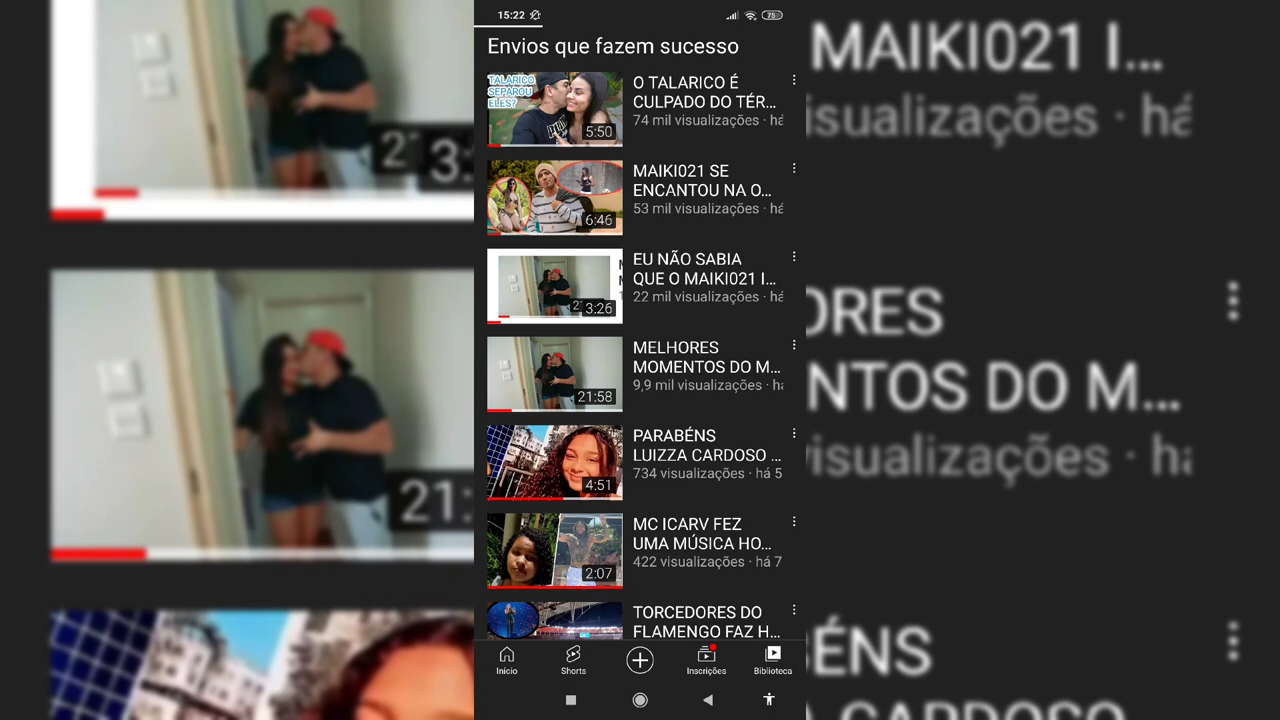 15:22
75
Envios que fazem sucesso
TALARICO
SEPAROU
ELES?
5:50
O TALARICO É
CULPADO DO TÉR...
74 mil visualizações · há
6:46
MAIKI021 SE
ENCANTOU NA O...
53 mil visualizações · há
3:26
EU NÃO SABIA
QUE O MAIKI021 I...
22 mil visualizações · há
21:58
MELHORES
MOMENTOS DO M...
9,9 mil visualizações · há
4:51
PARABÉNS
LUIZZA CARDOSO ...
734 visualizações · há 5
2:07
MC ICARV FEZ
UMA MÚSICA HO...
422 visualizações · há 7
TORCEDORES DO
FLAMENGO FAZ H...
Início
Shorts
Inscrições
Biblioteca
MAIKI021 I...
isualizações · há
3:
ORES
NTOS DO M...
isualizações · há
21:
ÉNS